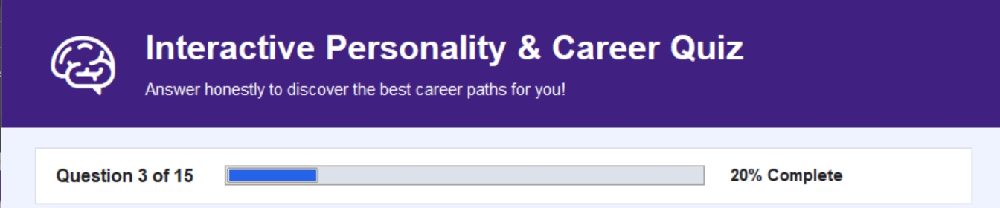 Interactive Personality & Career Quiz
Answer honestly to discover the best career paths for you!
Question 3 of 15 20% Complete